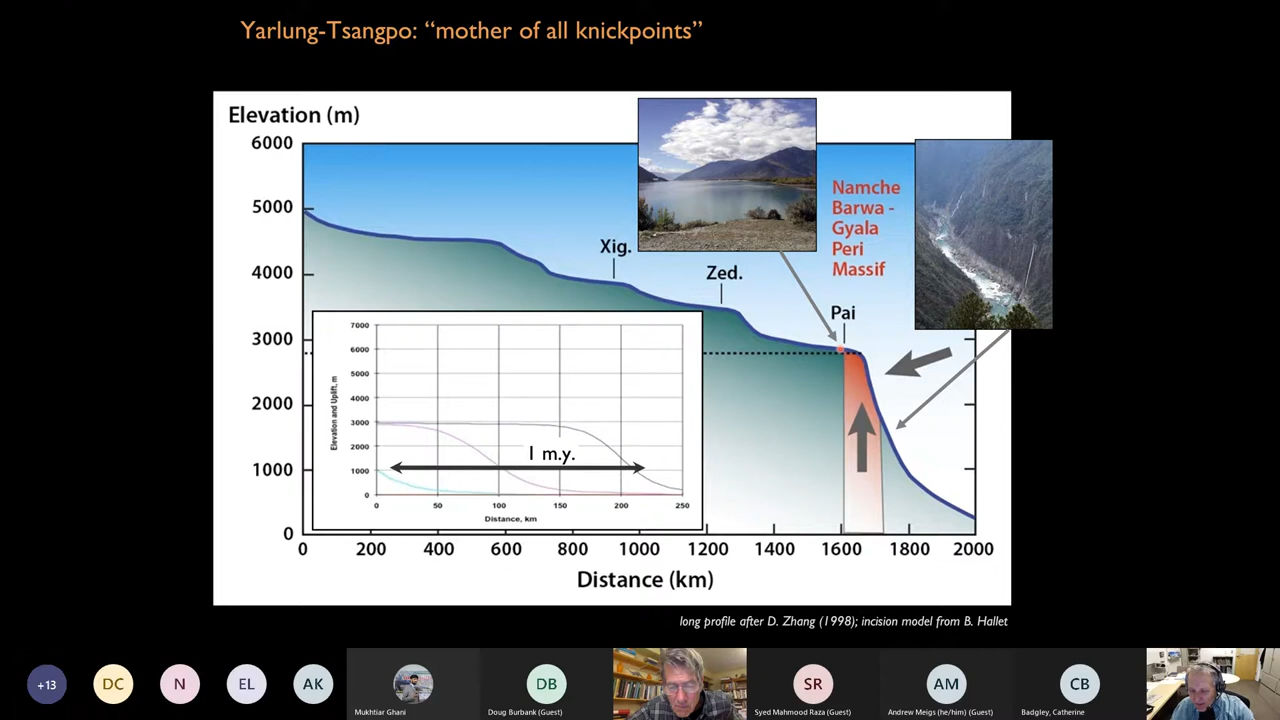 Yarlung-Tsangpo: “mother of all knickpoints”
Elevation (m)
6000
5000
4000
3000
2000
1000
0
0 200 400 600 800 1000 1200 1400 1600 1800 2000
Distance (km)
Xig.
Zed.
Pai
Namche
Barwa -
Gyala
Peri
Massif
7000
6000
5000
4000
3000
2000
1000
0
Elevation and Uplift, m
1 m.y.
0 50 100 150 200 250
Distance, km
long profile after D. Zhang (1998); incision model from B. Hallet
+13
DC
N
EL
AK
Mukhtiar Ghani
DB
Doug Burbank (Guest)
SR
Syed Mahmood Raza (Guest)
AM
Andrew Meigs (he/him) (Guest)
CB
Badgley, Catherine